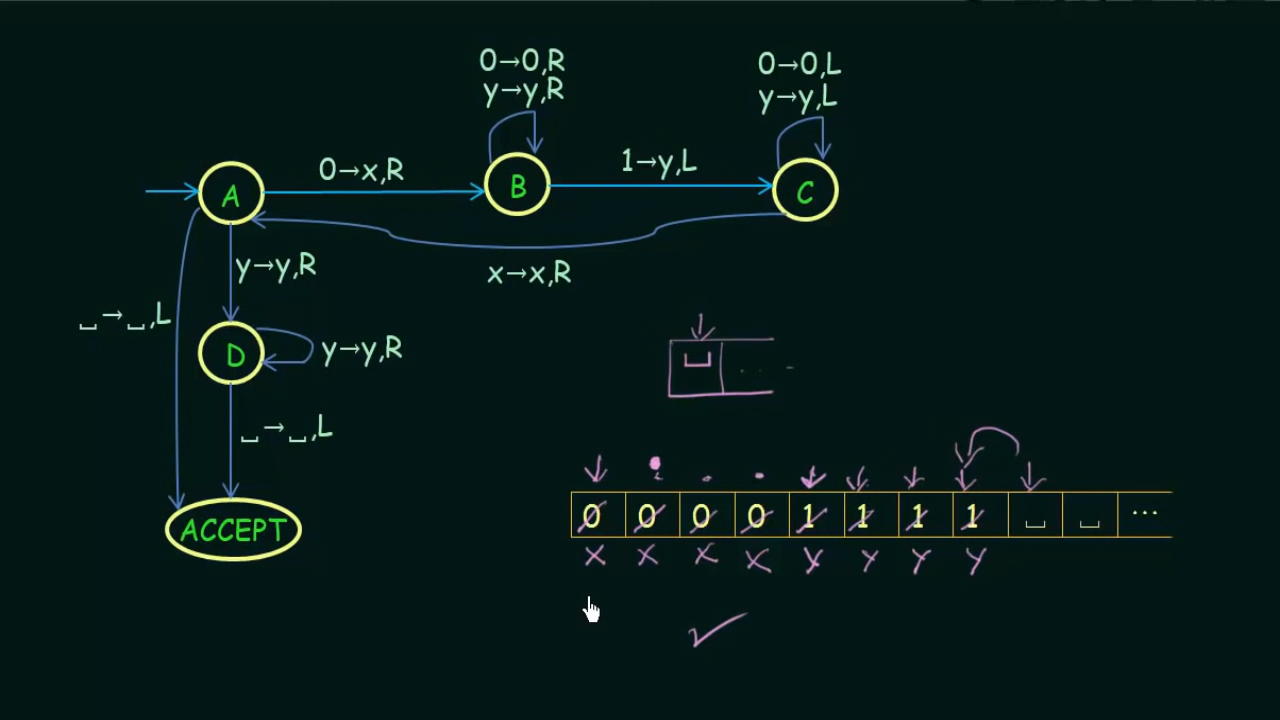 0→0,R
y→y,R
0→0,L
y→y,L
0→x,R
1→y,L
A
B
C
y→y,R
x→x,R
␣→␣,L
D
y→y,R
␣
␣→␣,L
0 0 0 0 1 1 1 1 ␣ ␣ ...
ACCEPT
x x x x y y y y